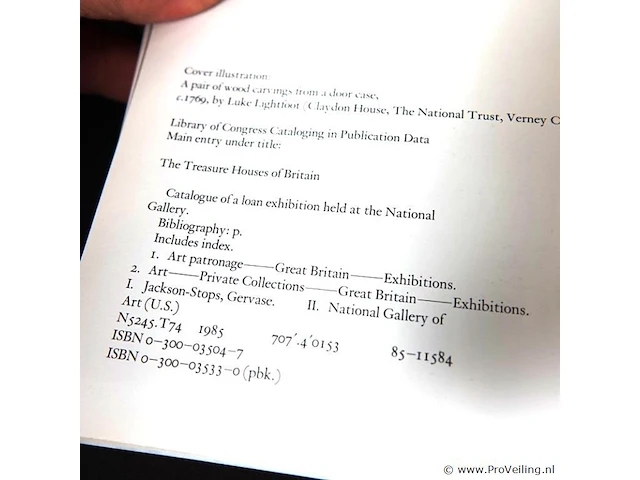 Cover illustration:
A pair of wood carvings from a door case,
c.1769, by Luke Lightfoot (Claydon House, The National Trust, Verney C
Library of Congress Cataloging in Publication Data
Main entry under title:
The Treasure Houses of Britain
Catalogue of a loan exhibition held at the National
Gallery.
Bibliography: p.
Includes index.
1. Art patronage——Great Britain——Exhibitions.
2. Art——Private Collections——Great Britain——Exhibitions.
I. Jackson-Stops, Gervase. II. National Gallery of
Art (U.S.)
N5245.T74 1985 707′.4′0153 85–11584
ISBN 0–300–03504–7
ISBN 0–300–03533–0 (pbk.)
© www.ProVeiling.nl